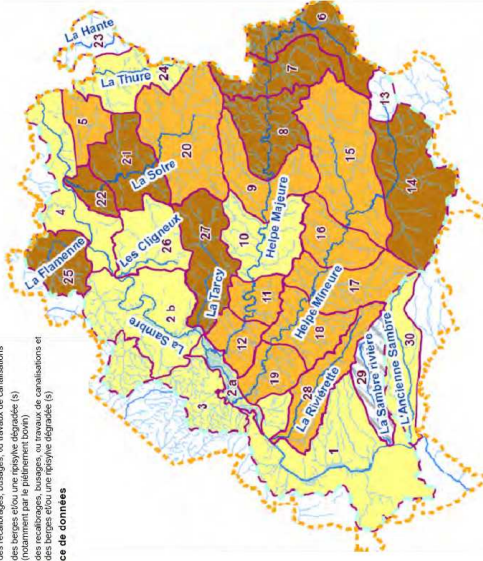 des recalibrages, busages, ou travaux de canalisations
des berges et/ou une ripisylve dégradée (s)
(notamment par le piétinement bovin)
des recalibrages, busages, ou travaux de canalisations et
des berges et/ou une ripisylve dégradée (s)
ce de données
La Hante
23
La Thure
24
6
7
13
5
21
22
La Solre
20
8
15
14
4
La Flamenne
25
Les Cligneux
26
27
La Tarcy
9
10
Helpe Majeure
16
2 b
La Sambre
11
12
Helpe Mineure
17
18
19
3
2 a
La Rivièrette
28
29
La Sambre rivière
L'Ancienne Sambre
30
1